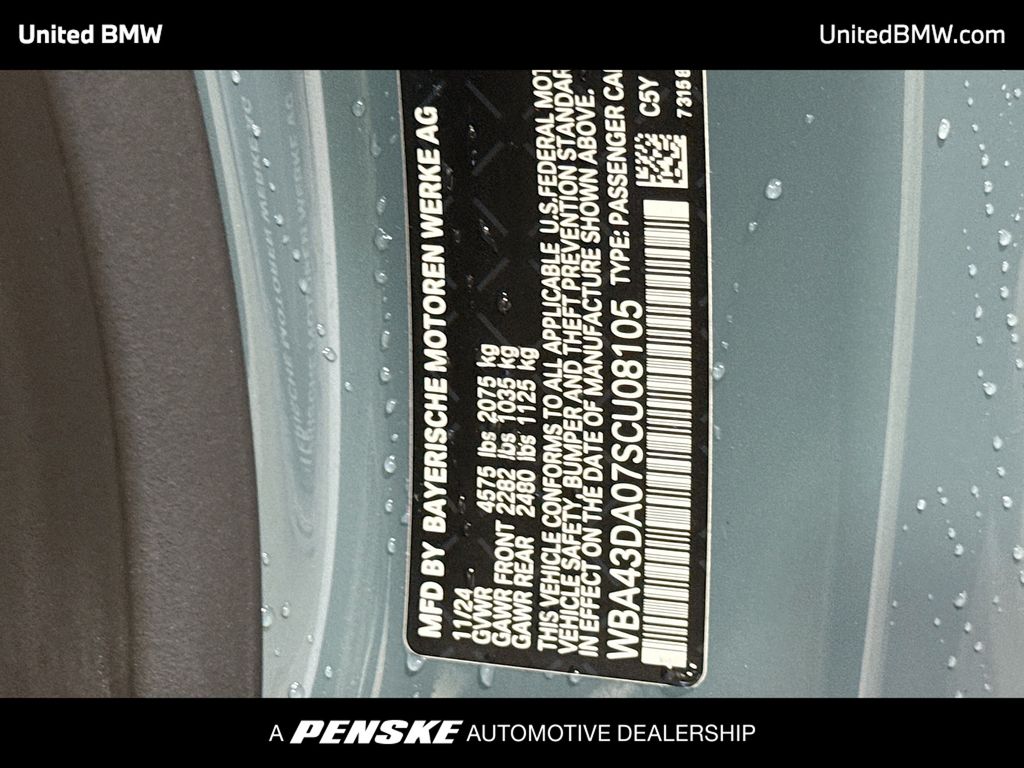 United BMW
UnitedBMW.com
MFD BY BAYERISCHE MOTOREN WERKE AG
11/24
GVWR 4575 lbs 2075 kg
GAWR FRONT 2282 lbs 1035 kg
GAWR REAR 2480 lbs 1125 kg
THIS VEHICLE CONFORMS TO ALL APPLICABLE U.S. FEDERAL MOT
VEHICLE SAFETY, BUMPER AND THEFT PREVENTION STANDAR
IN EFFECT ON THE DATE OF MANUFACTURE SHOWN ABOVE.
WBA43DA07SCU08105 TYPE: PASSENGER CAR
C5Y
73158
A PENSKE AUTOMOTIVE DEALERSHIP